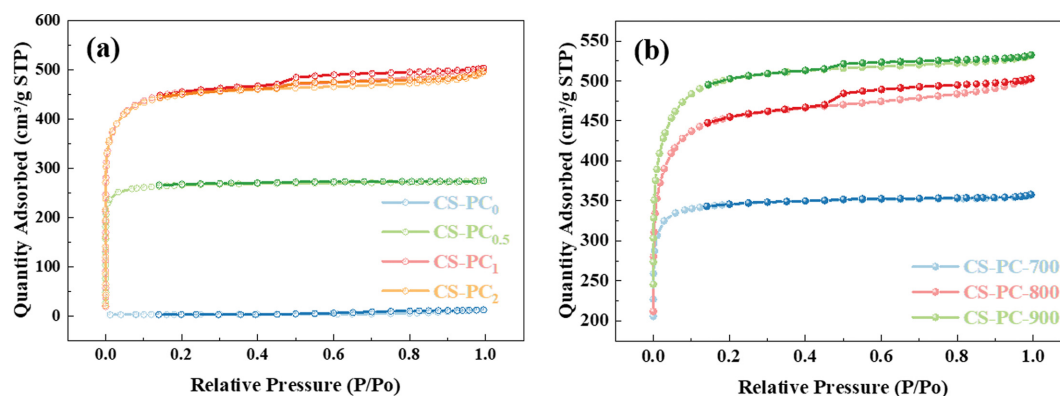 (a)
Quantity Adsorbed (cm³/g STP)
600
500
400
300
200
100
0
CS-PC₀
CS-PC₀.₅
CS-PC₁
CS-PC₂
0.0 0.2 0.4 0.6 0.8 1.0
Relative Pressure (P/Po)
(b)
Quantity Adsorbed (cm³/g STP)
550
500
450
400
350
300
250
200
CS-PC-700
CS-PC-800
CS-PC-900
0.0 0.2 0.4 0.6 0.8 1.0
Relative Pressure (P/Po)